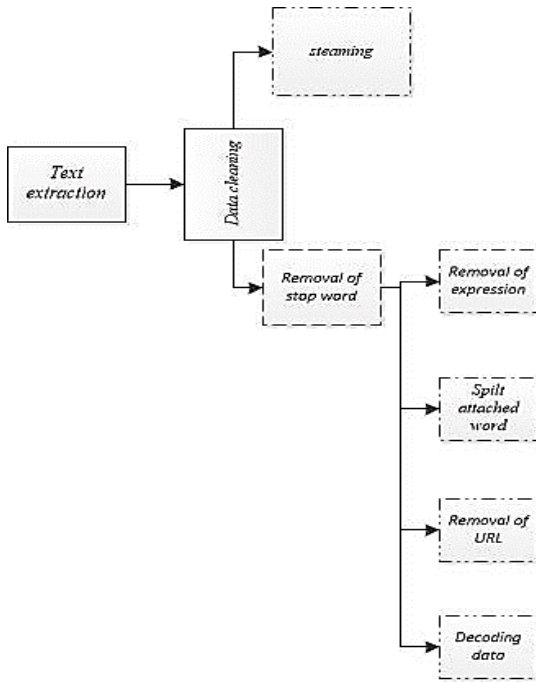 steaming
Text
extraction
Data cleaning
Removal of
stop word
Removal of
expression
Spilt
attached
word
Removal of
URL
Decoding
data